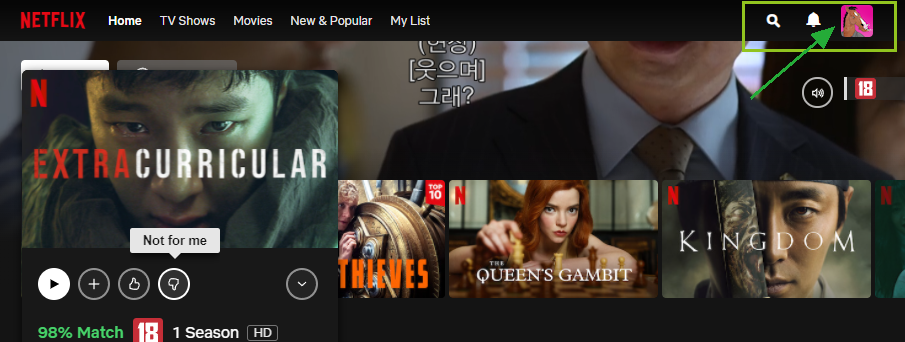 NETFLIX Home TV Shows Movies New & Popular My List
(현정)
[웃으며]
그래?
18
N
EXTRACURRICULAR
TOP
10
THIEVES
N
THE
QUEEN'S GAMBIT
N
KINGDOM
N
Not for me
98% Match 18 1 Season HD